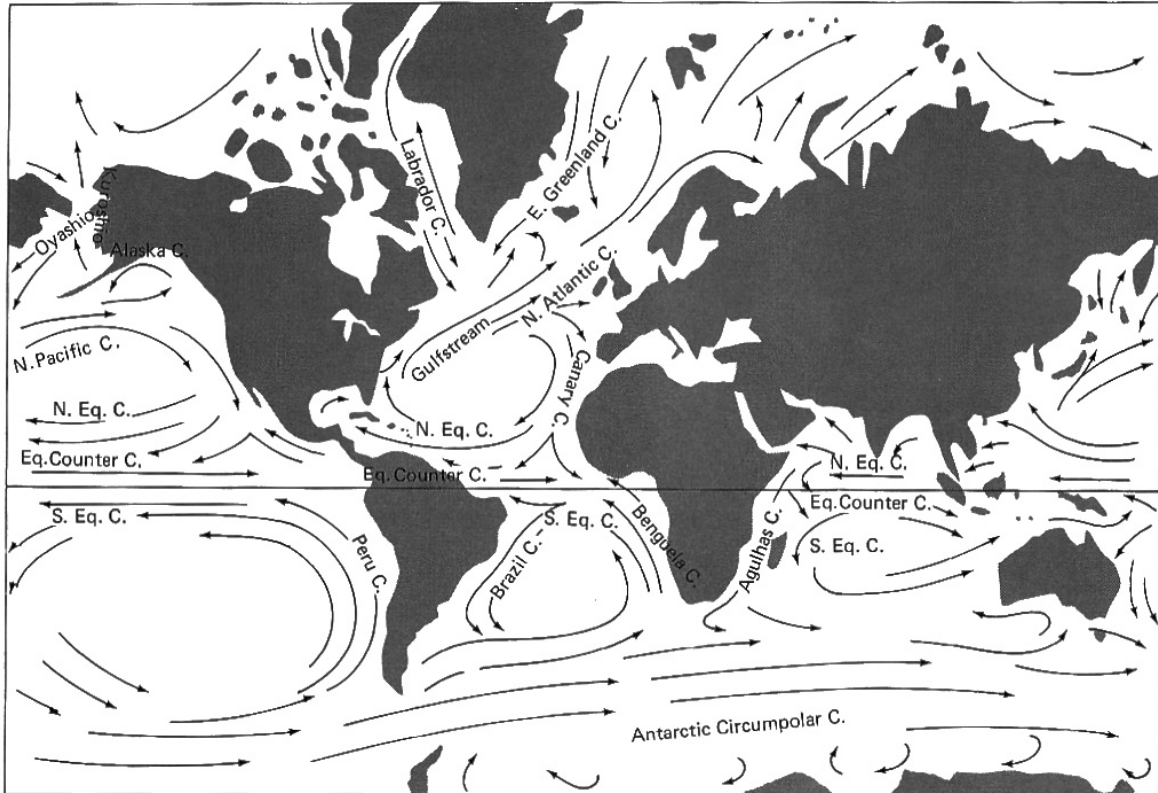 Labrador C.
E. Greenland C.
Oyashio
Kuroshio
Alaska C.
N. Atlantic C.
Gulfstream
N. Pacific C.
Canary C.
N. Eq. C.
N. Eq. C.
Eq. Counter C.
Eq. Counter C.
N. Eq. C.
Eq. Counter C.
S. Eq. C.
S. Eq. C.
S. Eq. C.
Peru C.
Brazil C.
Benguela C.
Agulhas C.
Antarctic Circumpolar C.